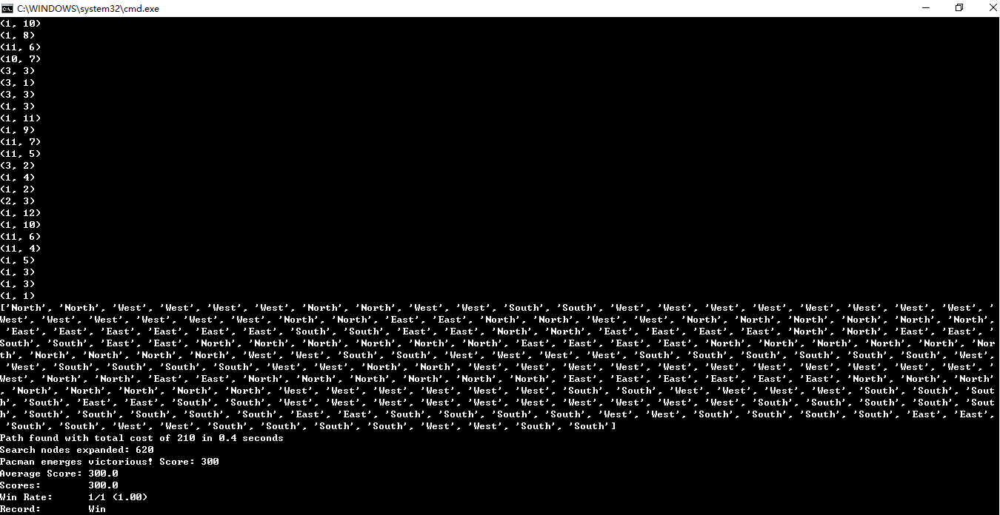 C:\WINDOWS\system32\cmd.exe
(1, 10)
(1, 8)
(11, 6)
(10, 7)
(3, 3)
(3, 1)
(3, 3)
(1, 3)
(1, 11)
(1, 9)
(11, 7)
(11, 5)
(3, 2)
(1, 4)
(1, 2)
(2, 3)
(1, 12)
(1, 10)
(11, 6)
(11, 4)
(1, 5)
(1, 3)
(1, 3)
(1, 1)
['North', 'North', 'West', 'West', 'West', 'West', 'North', 'North', 'West', 'West', 'South', 'South', 'West', 'West', 'West', 'West', 'West', 'West', 'West', 'West', '
West', 'West', 'West', 'West', 'West', 'West', 'North', 'North', 'East', 'East', 'North', 'North', 'West', 'West', 'North', 'North', 'North', 'North', 'North', 'North',
 'East', 'East', 'East', 'East', 'East', 'East', 'South', 'South', 'East', 'East', 'North', 'North', 'East', 'East', 'East', 'East', 'North', 'North', 'East', 'East', '
South', 'South', 'East', 'East', 'North', 'North', 'North', 'North', 'North', 'North', 'East', 'East', 'East', 'East', 'North', 'North', 'North', 'North', 'North', 'Nor
th', 'North', 'North', 'North', 'North', 'West', 'West', 'South', 'South', 'West', 'West', 'West', 'West', 'South', 'South', 'South', 'South', 'South', 'South', 'West',
 'West', 'South', 'South', 'South', 'South', 'West', 'West', 'North', 'North', 'West', 'West', 'West', 'West', 'West', 'West', 'West', 'West', 'West', 'West', 'West', '
West', 'North', 'North', 'East', 'East', 'North', 'North', 'North', 'North', 'North', 'North', 'East', 'East', 'East', 'East', 'East', 'East', 'North', 'North', 'North'
, 'North', 'North', 'North', 'North', 'North', 'West', 'West', 'West', 'West', 'West', 'West', 'South', 'South', 'West', 'West', 'West', 'West', 'South', 'South', 'Sout
h', 'South', 'East', 'East', 'South', 'South', 'West', 'West', 'West', 'West', 'West', 'West', 'West', 'West', 'West', 'West', 'South', 'South', 'South', 'South', 'Sout
h', 'South', 'South', 'South', 'South', 'South', 'East', 'East', 'South', 'South', 'South', 'South', 'West', 'West', 'South', 'South', 'South', 'South', 'East', 'East',
 'South', 'South', 'West', 'West', 'South', 'South', 'South', 'South', 'West', 'West', 'South', 'South']
Path found with total cost of 210 in 0.4 seconds
Search nodes expanded: 620
Pacman emerges victorious! Score: 300
Average Score: 300.0
Scores:        300.0
Win Rate:      1/1 (1.00)
Record:        Win